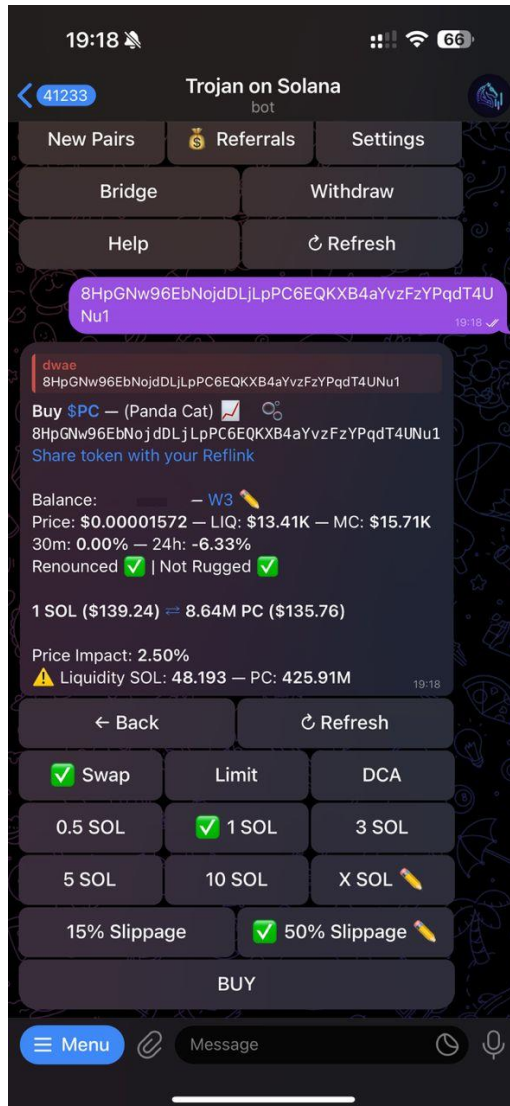 19:18
66
41233
Trojan on Solana
bot
New Pairs
💰 Referrals
Settings
Bridge
Withdraw
Help
↻ Refresh
8HpGNw96EbNojdDLjLpPC6EQKXB4aYvzFzYPqdT4U
Nu1
19:18
dwae
8HpGNw96EbNojdDLjLpPC6EQKXB4aYvzFzYPqdT4UNu1
Buy $PC — (Panda Cat) 📈
8HpGNw96EbNojdDLjLpPC6EQKXB4aYvzFzYPqdT4UNu1
Share token with your Reflink
Balance: — W3 ✏️
Price: $0.00001572 — LIQ: $13.41K — MC: $15.71K
30m: 0.00% — 24h: -6.33%
Renounced ✅ | Not Rugged ✅
1 SOL ($139.24) ⇌ 8.64M PC ($135.76)
Price Impact: 2.50%
⚠️ Liquidity SOL: 48.193 — PC: 425.91M
19:18
← Back
↻ Refresh
✅ Swap
Limit
DCA
0.5 SOL
✅ 1 SOL
3 SOL
5 SOL
10 SOL
X SOL ✏️
15% Slippage
✅ 50% Slippage ✏️
BUY
Menu
Message